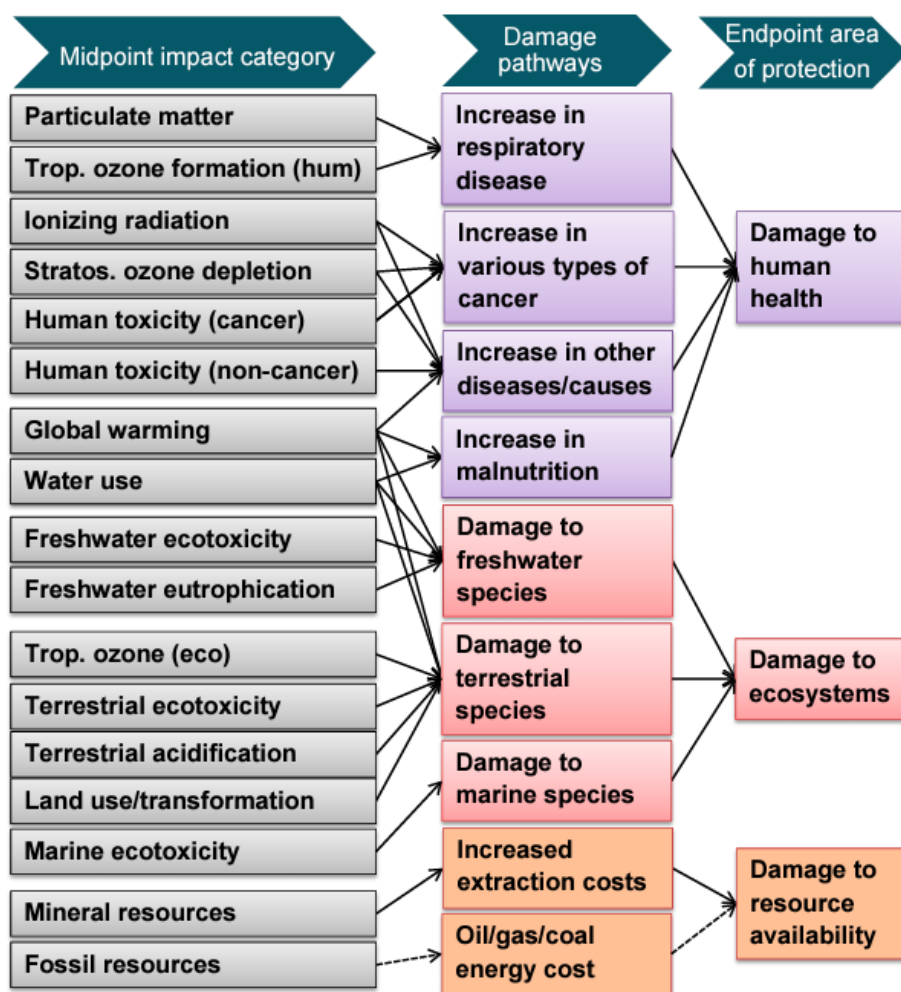 Midpoint impact category
Damage
pathways
Endpoint area
of protection
Particulate matter
Trop. ozone formation (hum)
Ionizing radiation
Stratos. ozone depletion
Human toxicity (cancer)
Human toxicity (non-cancer)
Global warming
Water use
Freshwater ecotoxicity
Freshwater eutrophication
Trop. ozone (eco)
Terrestrial ecotoxicity
Terrestrial acidification
Land use/transformation
Marine ecotoxicity
Mineral resources
Fossil resources
Increase in
respiratory
disease
Increase in
various types of
cancer
Increase in other
diseases/causes
Increase in
malnutrition
Damage to
freshwater
species
Damage to
terrestrial
species
Damage to
marine species
Increased
extraction costs
Oil/gas/coal
energy cost
Damage to
human
health
Damage to
ecosystems
Damage to
resource
availability